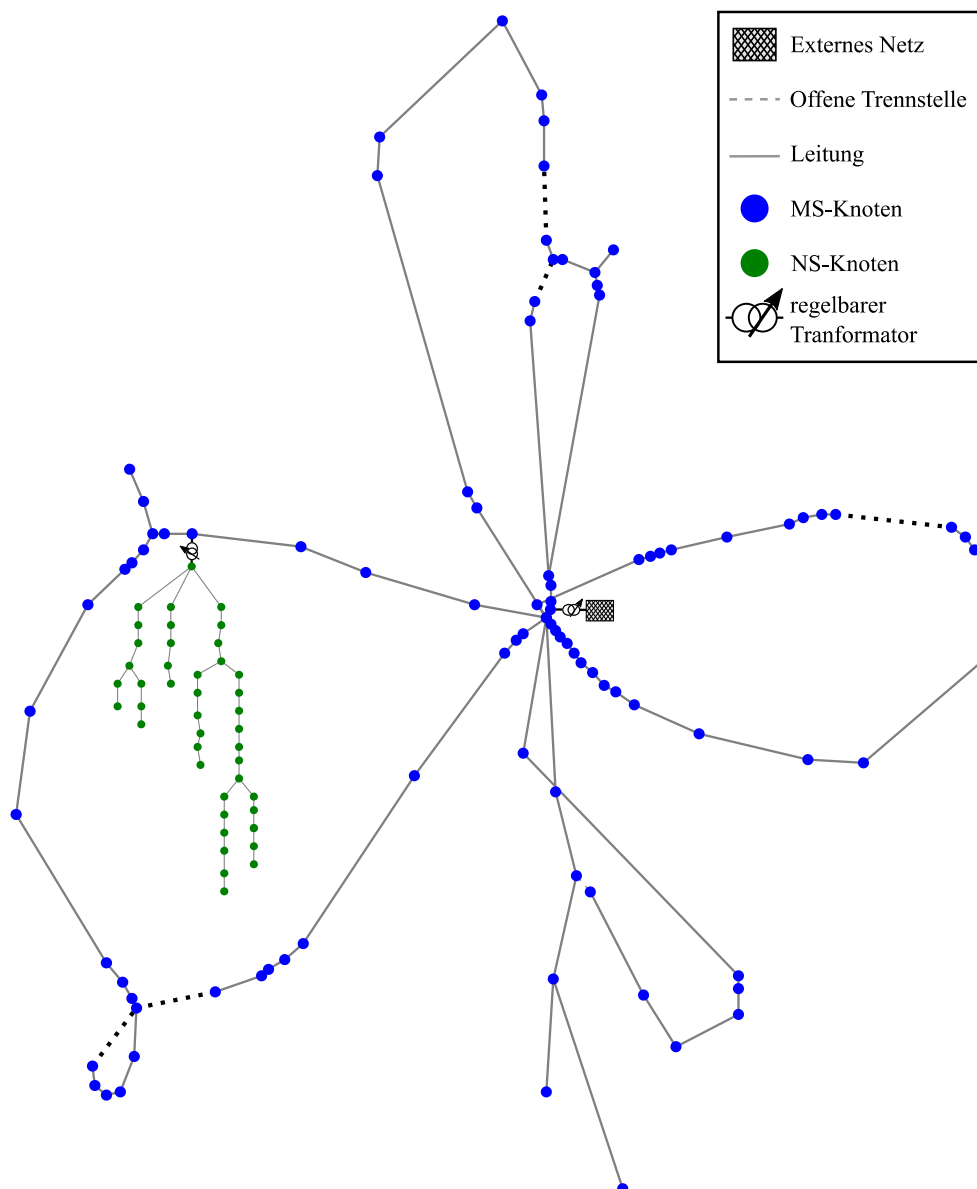 Externes Netz
Offene Trennstelle
Leitung
MS-Knoten
NS-Knoten
regelbarer
Tranformator